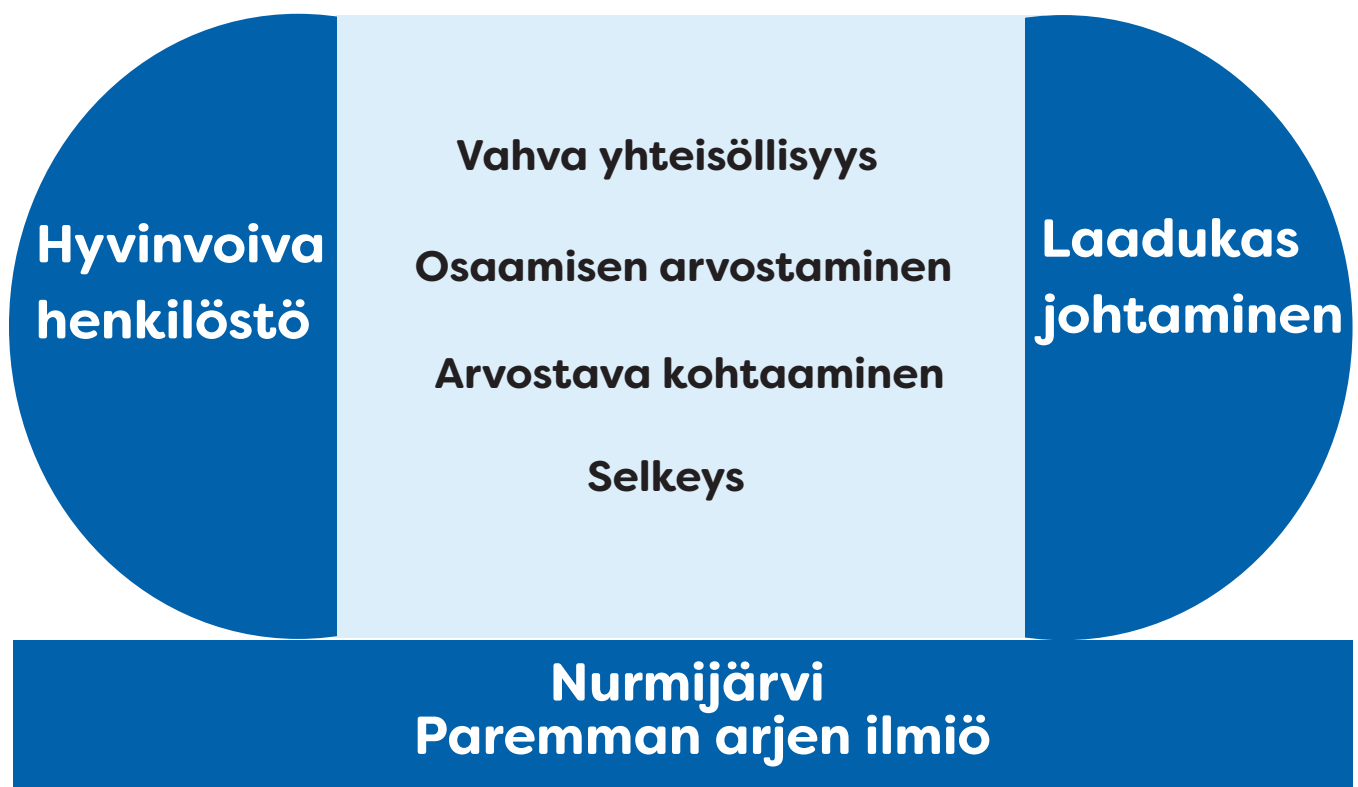 Hyvinvoiva
henkilöstö
Vahva yhteisöllisyys
Osaamisen arvostaminen
Arvostava kohtaaminen
Selkeys
Laadukas
johtaminen
Nurmijärvi
Paremman arjen ilmiö